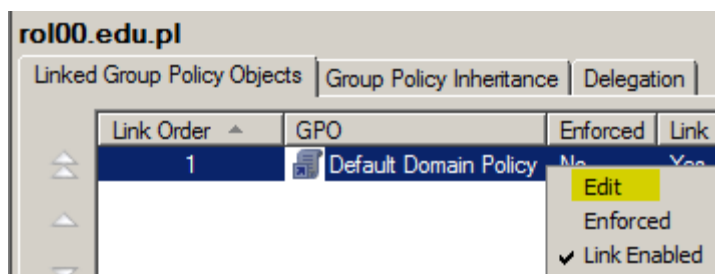 rol00.edu.pl
Linked Group Policy Objects Group Policy Inheritance Delegation
Link Order GPO Enforced Link
1 Default Domain Policy No Yes
Edit
Enforced
Link Enabled